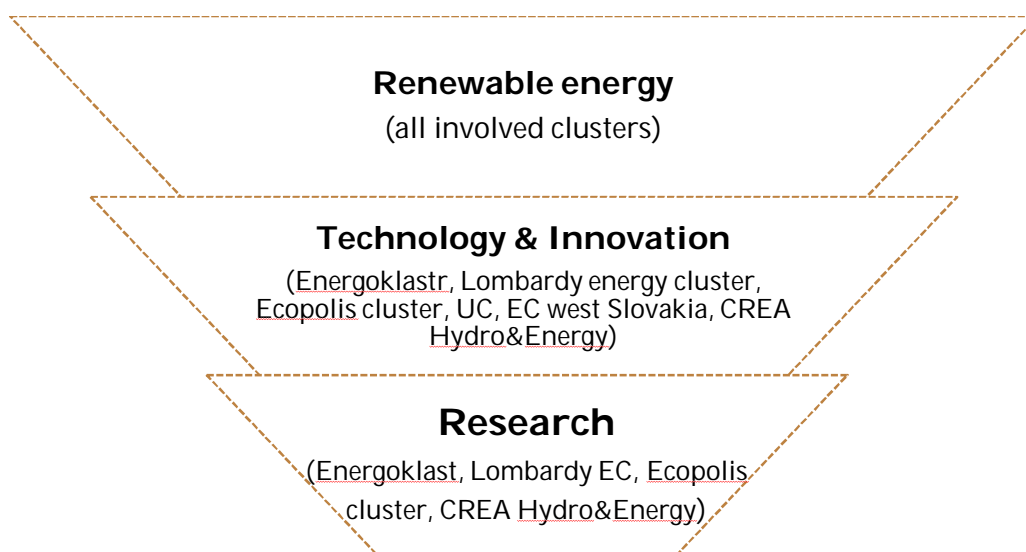 Renewable energy
(all involved clusters)
Technology & Innovation
(Energoklastr, Lombardy energy cluster,
Ecopolis cluster, UC, EC west Slovakia, CREA
Hydro&Energy)
Research
(Energoklast, Lombardy EC, Ecopolis
cluster, CREA Hydro&Energy)